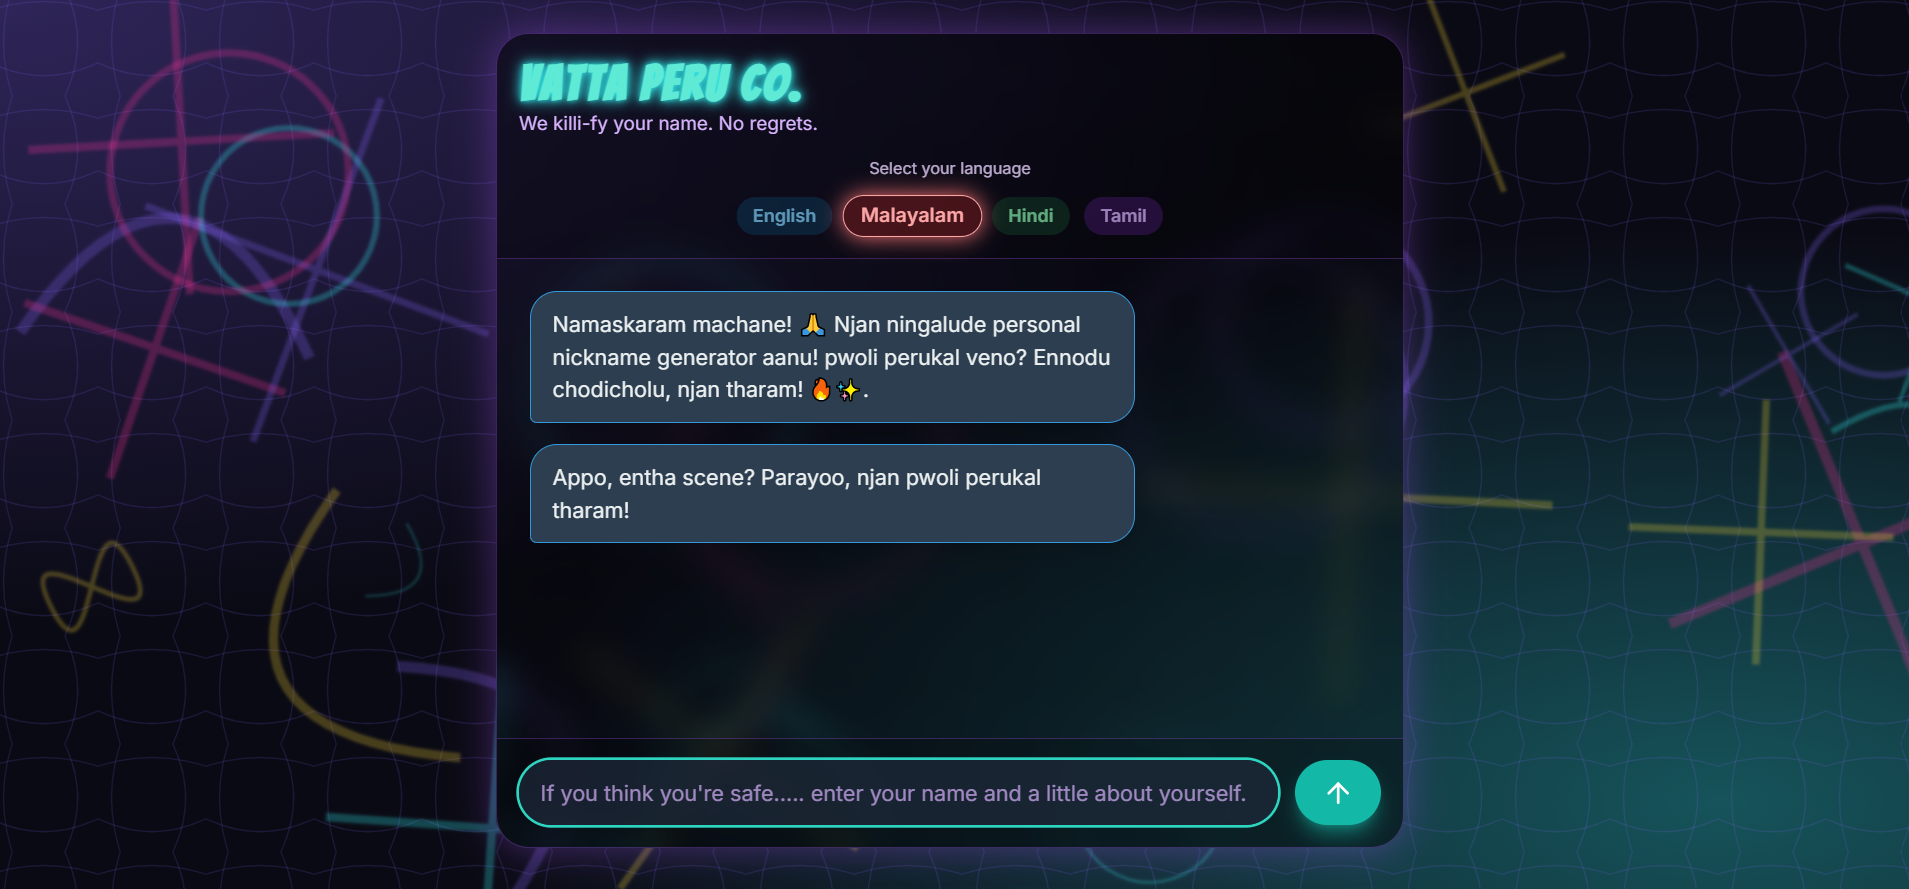 VATTA PERU CO.
We killi-fy your name. No regrets.
Select your language
English Malayalam Hindi Tamil
Namaskaram machane! 🙏 Njan ningalude personal
nickname generator aanu! pwoli perukal veno? Ennodu
chodicholu, njan tharam! 🔥✨.
Appo, entha scene? Parayoo, njan pwoli perukal
tharam!
If you think you're safe..... enter your name and a little about yourself.